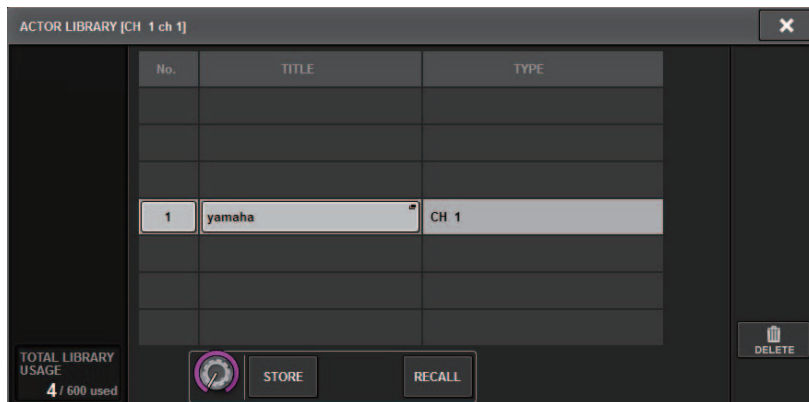 ACTOR LIBRARY [CH 1 ch 1]
No. TITLE TYPE
1 yamaha CH 1
DELETE
TOTAL LIBRARY
USAGE
4 / 600 used
STORE RECALL